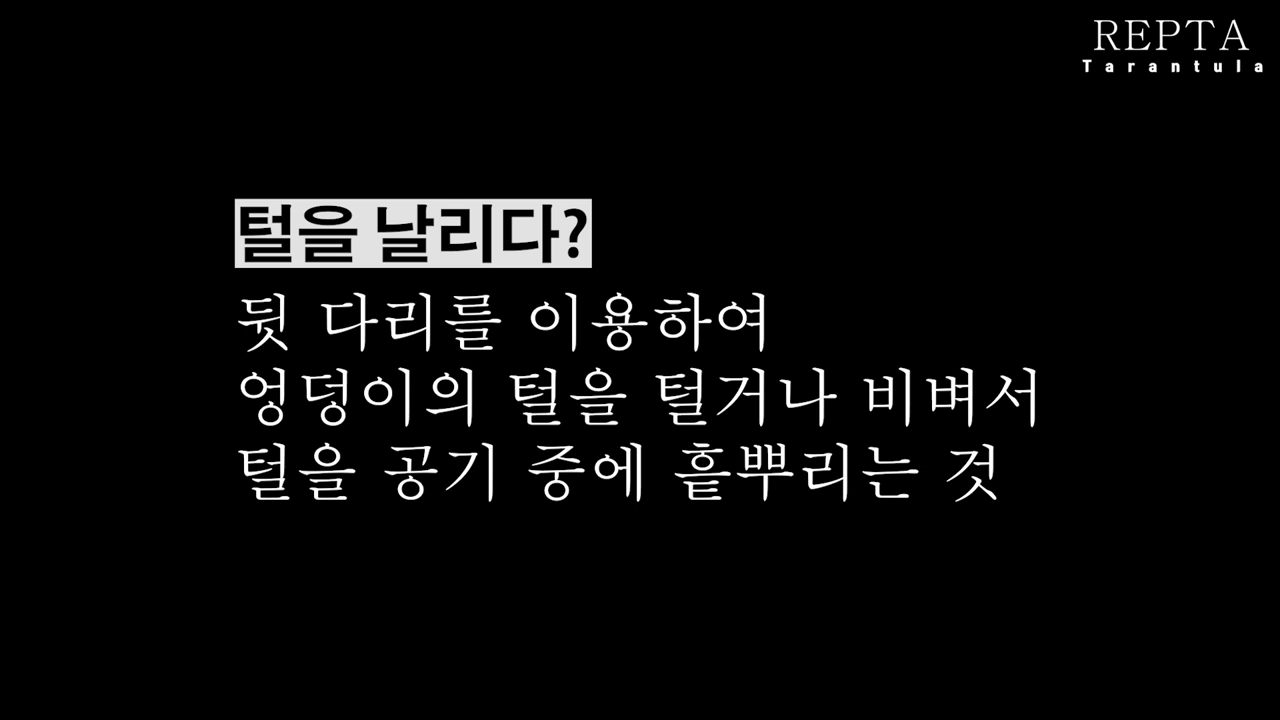 REPTA
Tarantula
털을 날리다?
뒷 다리를 이용하여
엉덩이의 털을 털거나 비벼서
털을 공기 중에 흩뿌리는 것